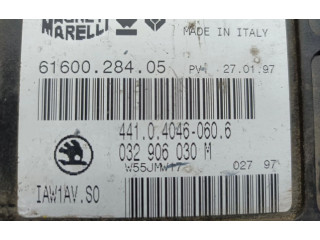 MAGNETI
MARELLI
MADE IN ITALY
61600.284.05 PV1 27.01.97
441.0.4046-060.6
032 906 030 M
W55JMW17 027 97
IAW1AV.S0